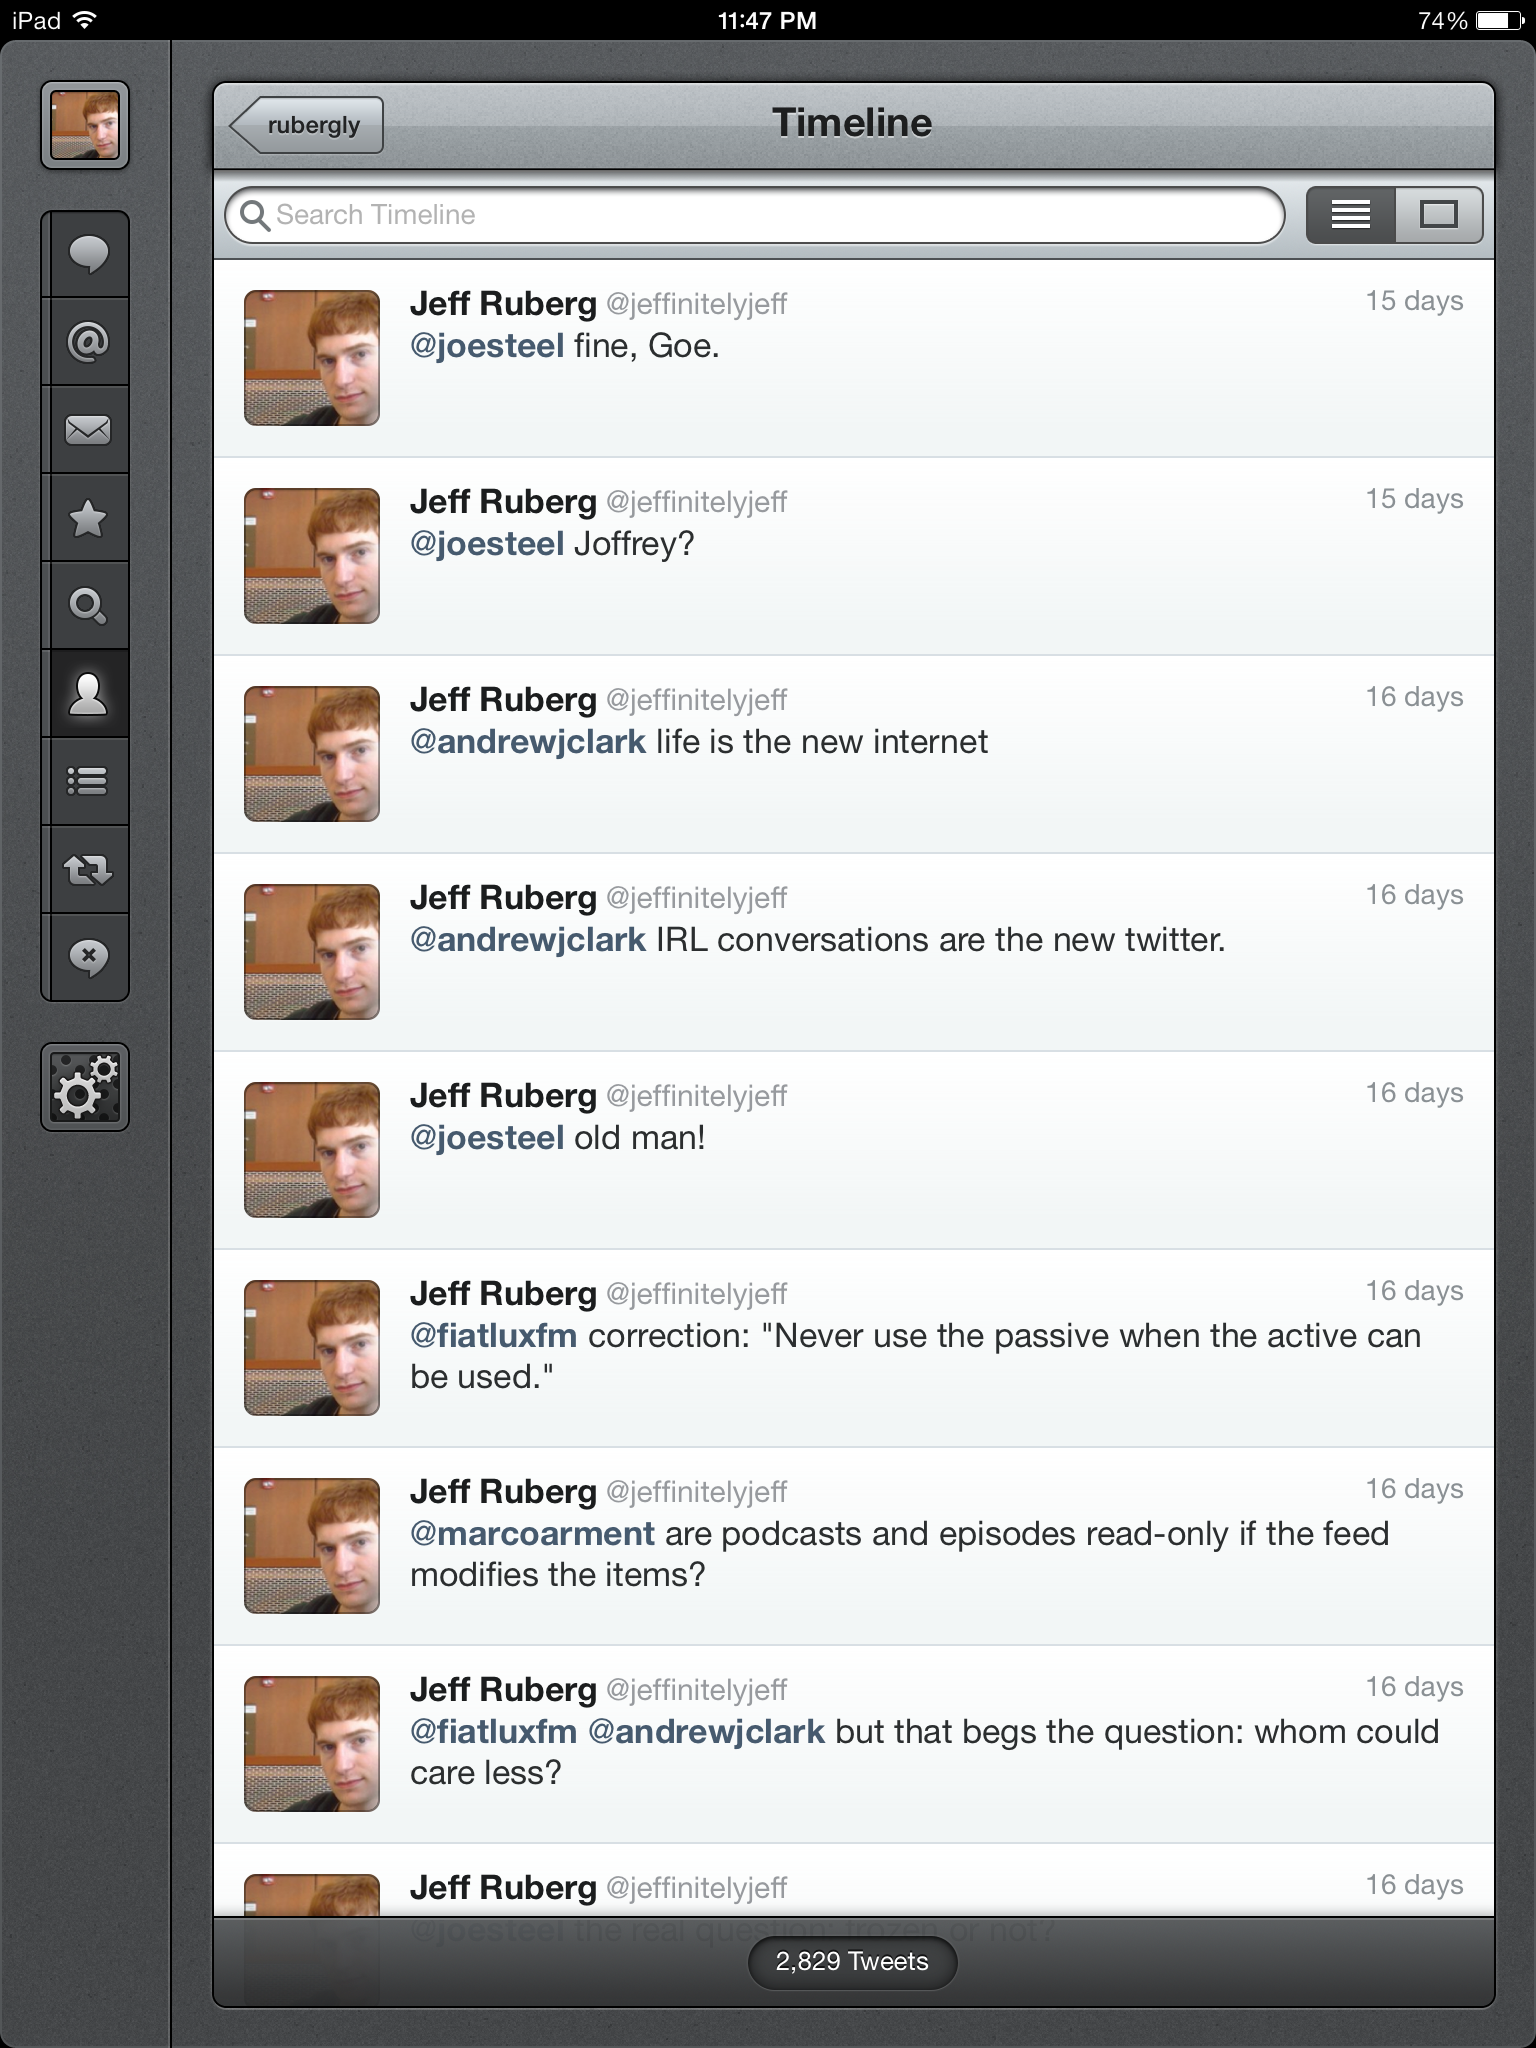 iPad 11:47 PM 74%
rubergly Timeline
Search Timeline
Jeff Ruberg @jeffinitelyjeff 15 days
@joesteel fine, Goe.
Jeff Ruberg @jeffinitelyjeff 15 days
@joesteel Joffrey?
Jeff Ruberg @jeffinitelyjeff 16 days
@andrewjclark life is the new internet
Jeff Ruberg @jeffinitelyjeff 16 days
@andrewjclark IRL conversations are the new twitter.
Jeff Ruberg @jeffinitelyjeff 16 days
@joesteel old man!
Jeff Ruberg @jeffinitelyjeff 16 days
@fiatluxfm correction: "Never use the passive when the active can
be used."
Jeff Ruberg @jeffinitelyjeff 16 days
@marcoarment are podcasts and episodes read-only if the feed
modifies the items?
Jeff Ruberg @jeffinitelyjeff 16 days
@fiatluxfm @andrewjclark but that begs the question: whom could
care less?
Jeff Ruberg @jeffinitelyjeff 16 days
@joesteel the real question: frozen or not?
2,829 Tweets